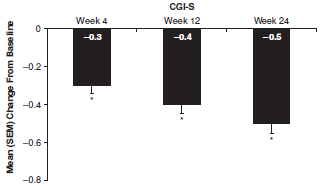 CGI-S
Week 4 Week 12 Week 24
Mean (SEM) Change From Baseline
0
–0.3 –0.4 –0.5
–0.2
–0.4
–0.6
–0.8
* * *